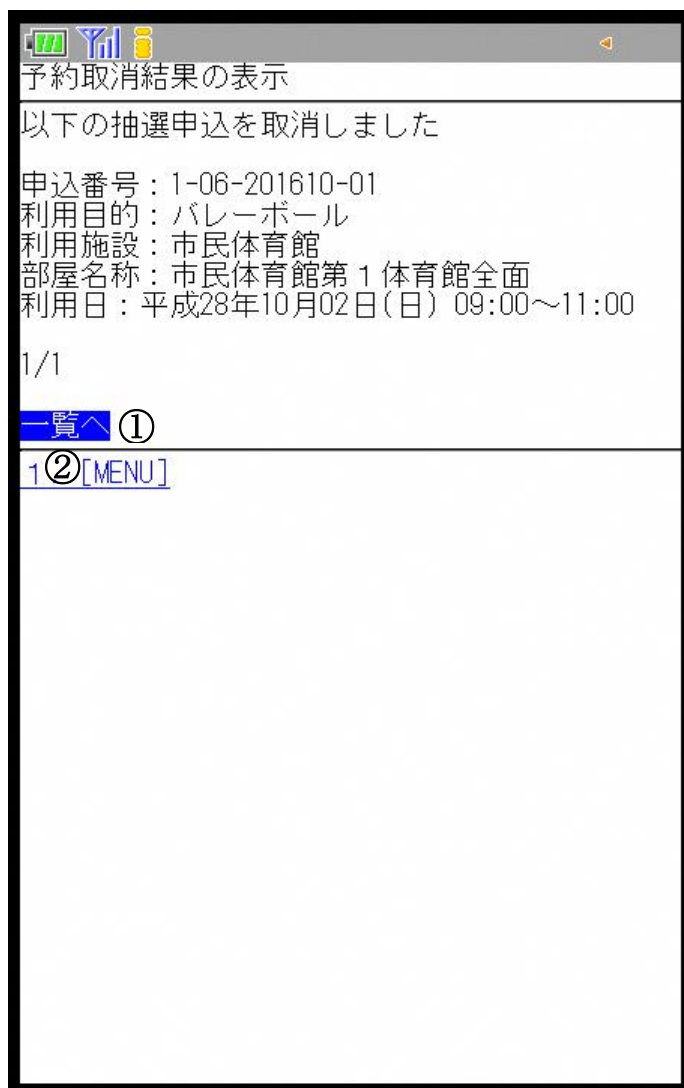 予約取消結果の表示
以下の抽選申込を取消しました
申込番号：1-06-201610-01
利用目的：バレーボール
利用施設：市民体育館
部屋名称：市民体育館第１体育館全面
利用日：平成28年10月02日(日) 09:00～11:00
1/1
一覧へ ①
1②[MENU]